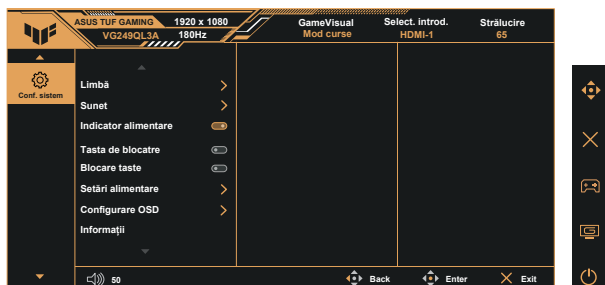 ASUS TUF GAMING 1920 x 1080 GameVisual Select. introd. Strălucire
VG249QL3A 180Hz Mod curse HDMI-1 65
Conf. sistem
Limbă
Sunet
Indicator alimentare
Tasta de blocatre
Blocare taste
Setări alimentare
Configurare OSD
Informații
50 Back Enter Exit